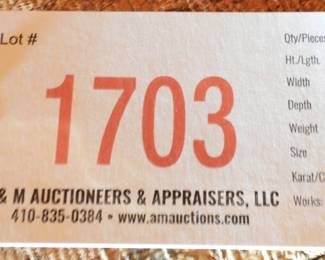 Lot #
1703
& M AUCTIONEERS & APPRAISERS, LLC
410-835-0384 • www.amauctions.com
Qty/Pieces
Ht./Lgth.
Width
Depth
Weight
Size
Karat/C
Works: